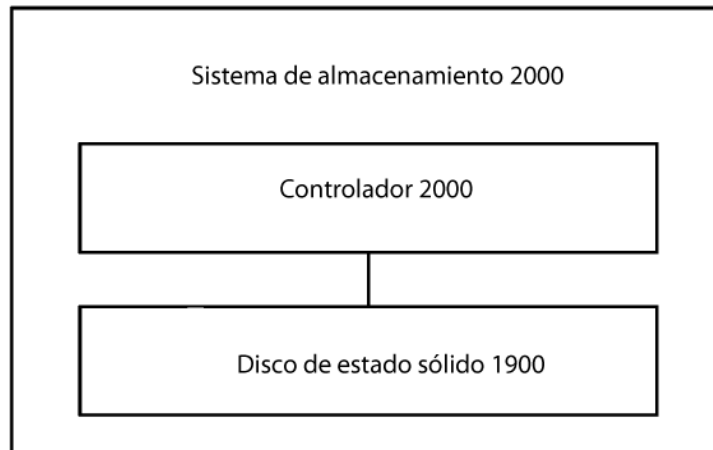 Sistema de almacenamiento 2000
Controlador 2000
Disco de estado sólido 1900